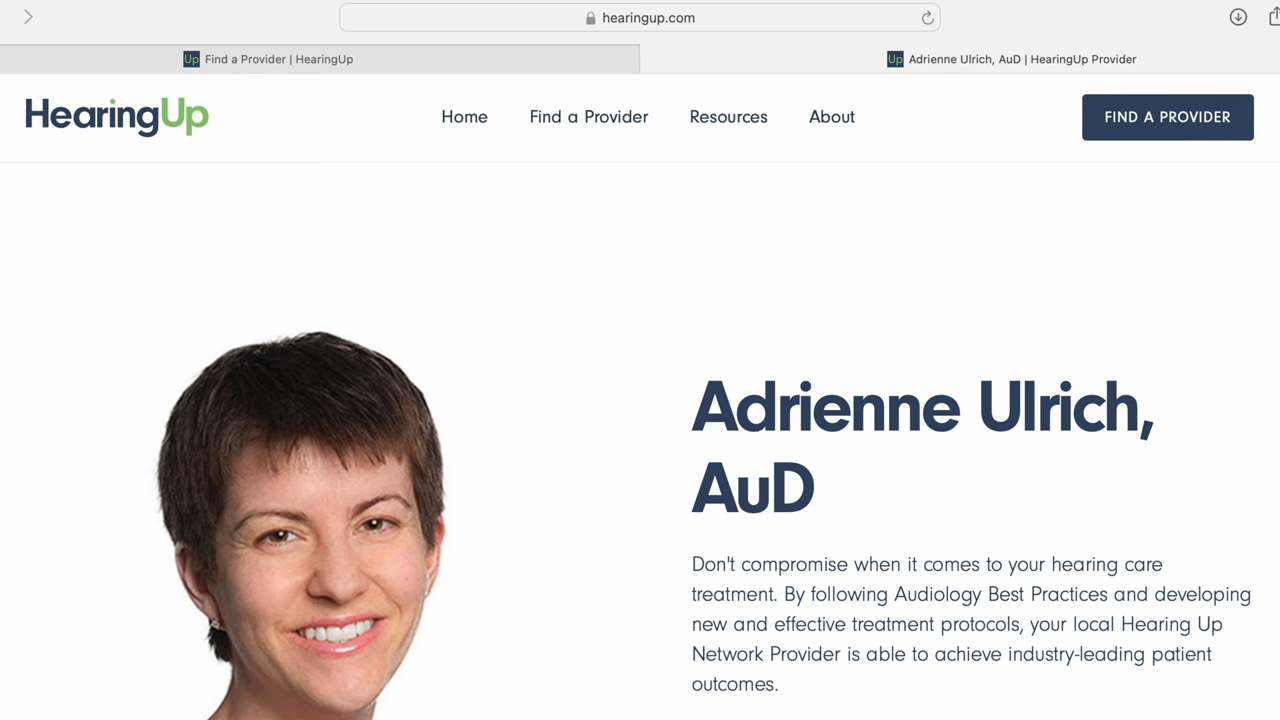 hearingup.com
Up Find a Provider | HearingUp
Up Adrienne Ulrich, AuD | HearingUp Provider
HearingUp
Home Find a Provider Resources About
FIND A PROVIDER
Adrienne Ulrich,
AuD
Don't compromise when it comes to your hearing care
treatment. By following Audiology Best Practices and developing
new and effective treatment protocols, your local Hearing Up
Network Provider is able to achieve industry-leading patient
outcomes.